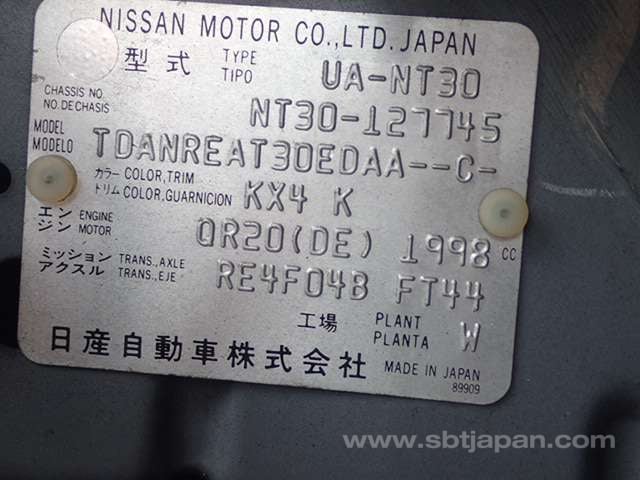 NISSAN MOTOR CO.,LTD. JAPAN
型式 TYPE TIPO UA-NT30
CHASSIS NO. NO. DE CHASIS NT30-127745
MODEL MODELO TDANREAT30EDAA--C-
カラー COLOR, TRIM
トリム COLOR, GUARNICION KX4 K
エンジン ENGINE MOTOR QR20(DE) 1998 CC
ミッション TRANS., AXLE
アクスル TRANS., EJE RE4F04B FT44
工場 PLANT PLANTA W
日産自動車株式会社 MADE IN JAPAN
89909
www.sbtjapan.com